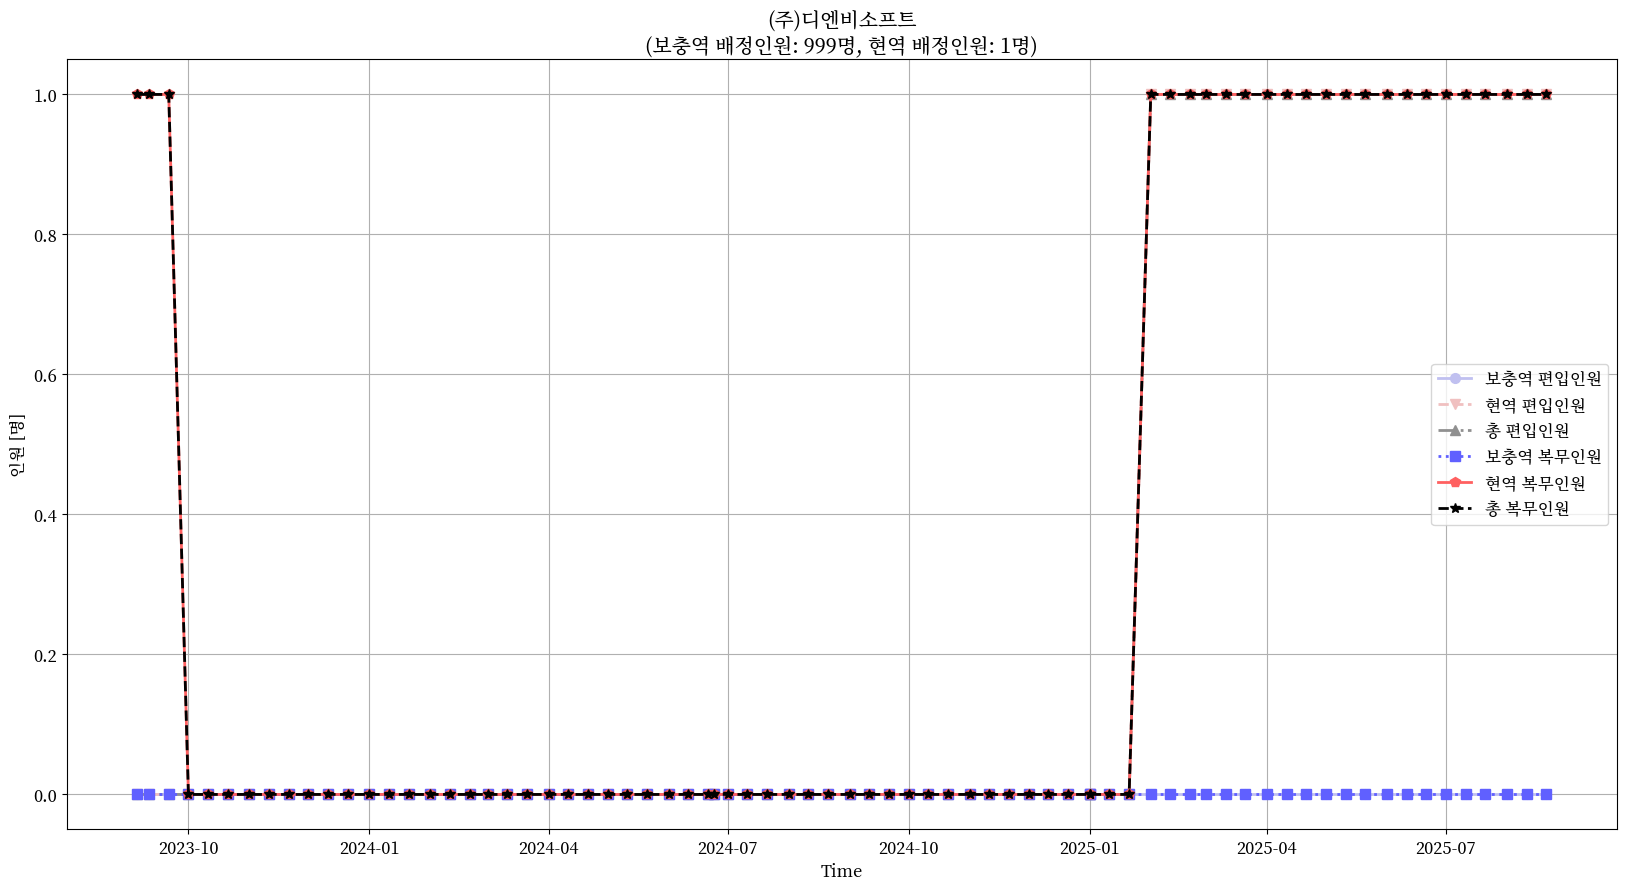 (주)디엔비소프트
(보충역 배정인원: 999명, 현역 배정인원: 1명)
인원 [명]
1.0
0.8
0.6
0.4
0.2
0.0
보충역 편입인원
현역 편입인원
총 편입인원
보충역 복무인원
현역 복무인원
총 복무인원
2023-10
2024-01
2024-04
2024-07
2024-10
2025-01
2025-04
2025-07
Time